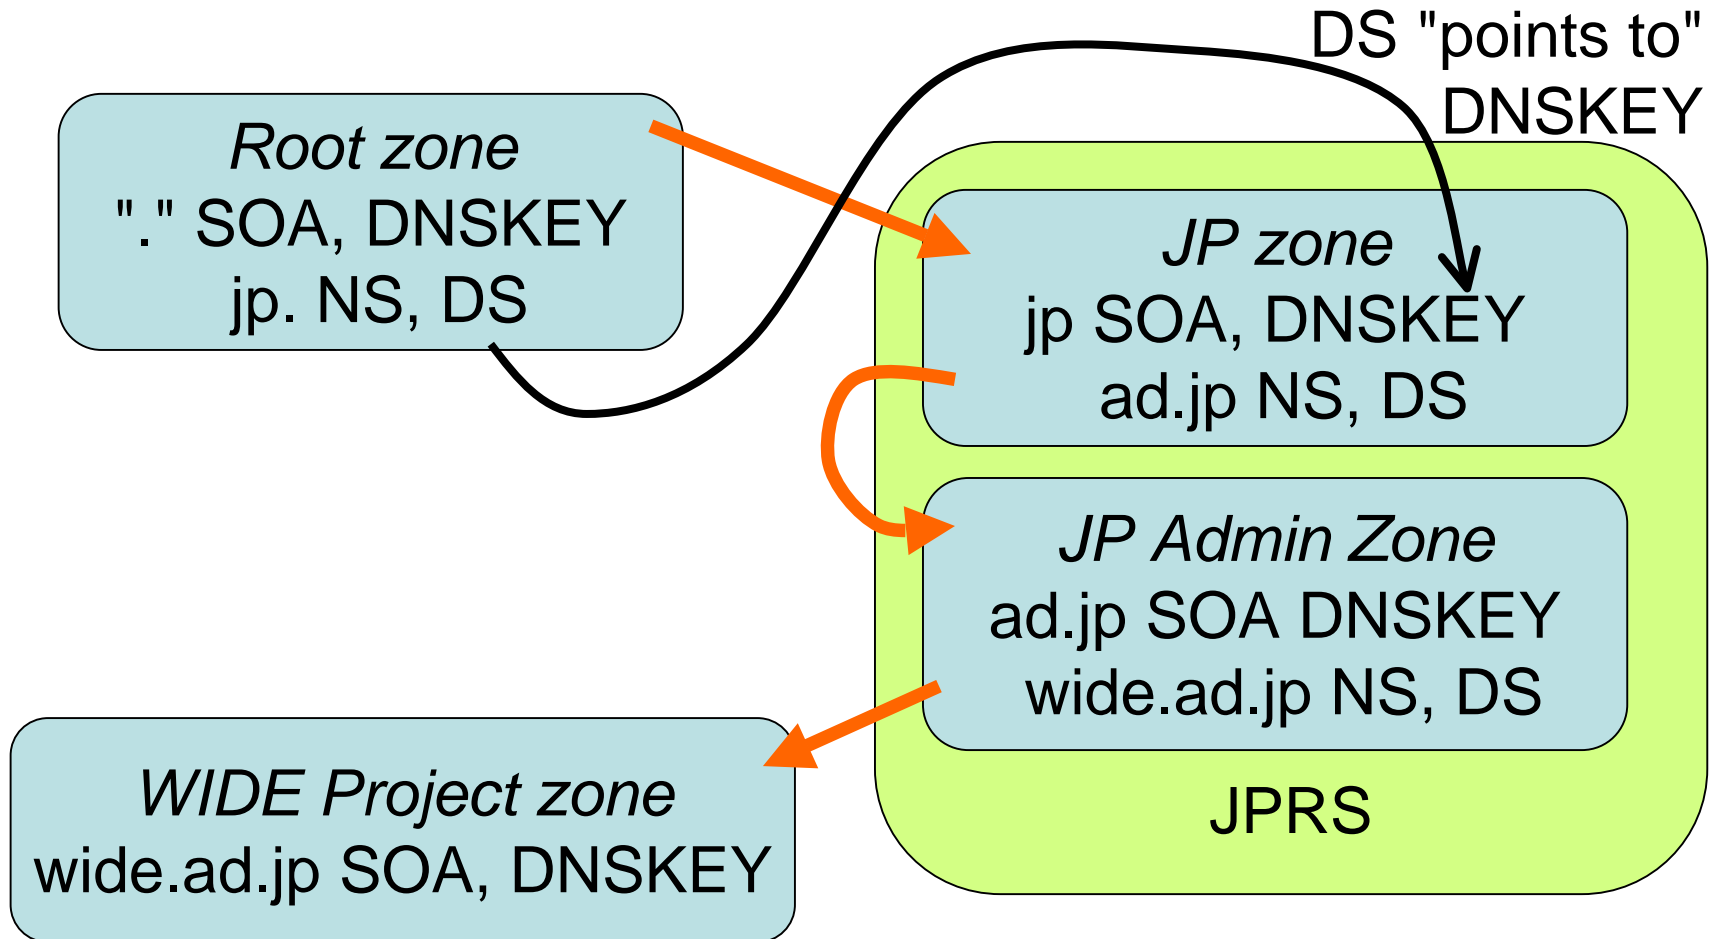 DS "points to"
DNSKEY
Root zone
"." SOA, DNSKEY
jp. NS, DS
JP zone
jp SOA, DNSKEY
ad.jp NS, DS
JP Admin Zone
ad.jp SOA DNSKEY
wide.ad.jp NS, DS
JPRS
WIDE Project zone
wide.ad.jp SOA, DNSKEY